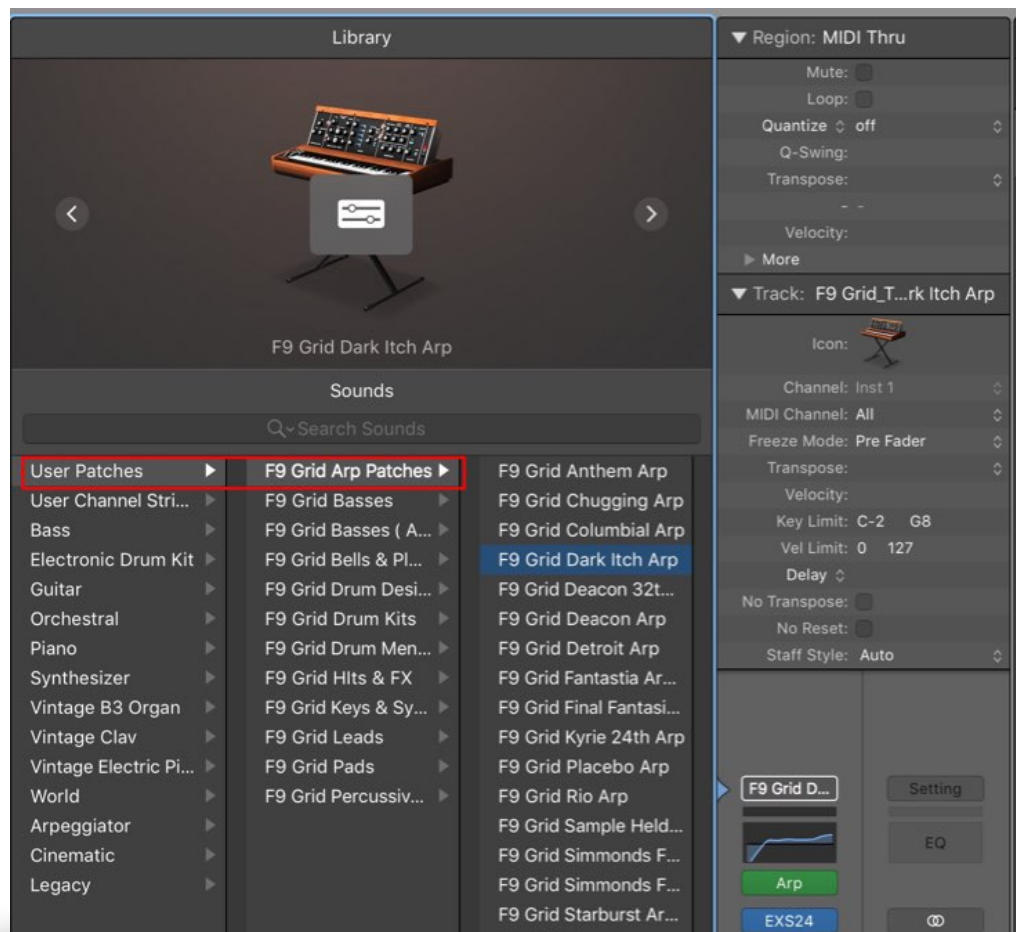 Library
F9 Grid Dark Itch Arp
Sounds
Search Sounds
User Patches
User Channel Stri...
Bass
Electronic Drum Kit
Guitar
Orchestral
Piano
Synthesizer
Vintage B3 Organ
Vintage Clav
Vintage Electric Pi...
World
Arpeggiator
Cinematic
Legacy
F9 Grid Arp Patches
F9 Grid Basses
F9 Grid Basses ( A...
F9 Grid Bells & Pl...
F9 Grid Drum Desi...
F9 Grid Drum Kits
F9 Grid Drum Men...
F9 Grid HIts & FX
F9 Grid Keys & Sy...
F9 Grid Leads
F9 Grid Pads
F9 Grid Percussiv...
F9 Grid Anthem Arp
F9 Grid Chugging Arp
F9 Grid Columbial Arp
F9 Grid Dark Itch Arp
F9 Grid Deacon 32t...
F9 Grid Deacon Arp
F9 Grid Detroit Arp
F9 Grid Fantastia Ar...
F9 Grid Final Fantasi...
F9 Grid Kyrie 24th Arp
F9 Grid Placebo Arp
F9 Grid Rio Arp
F9 Grid Sample Held...
F9 Grid Simmonds F...
F9 Grid Simmonds F...
F9 Grid Starburst Ar...
Region: MIDI Thru
Mute:
Loop:
Quantize off
Q-Swing:
Transpose:
- -
Velocity:
More
Track: F9 Grid_T...rk Itch Arp
Icon:
Channel: Inst 1
MIDI Channel: All
Freeze Mode: Pre Fader
Transpose:
Velocity:
Key Limit: C-2 G8
Vel Limit: 0 127
Delay
No Transpose:
No Reset:
Staff Style: Auto
F9 Grid D...
Setting
EQ
Arp
EXS24